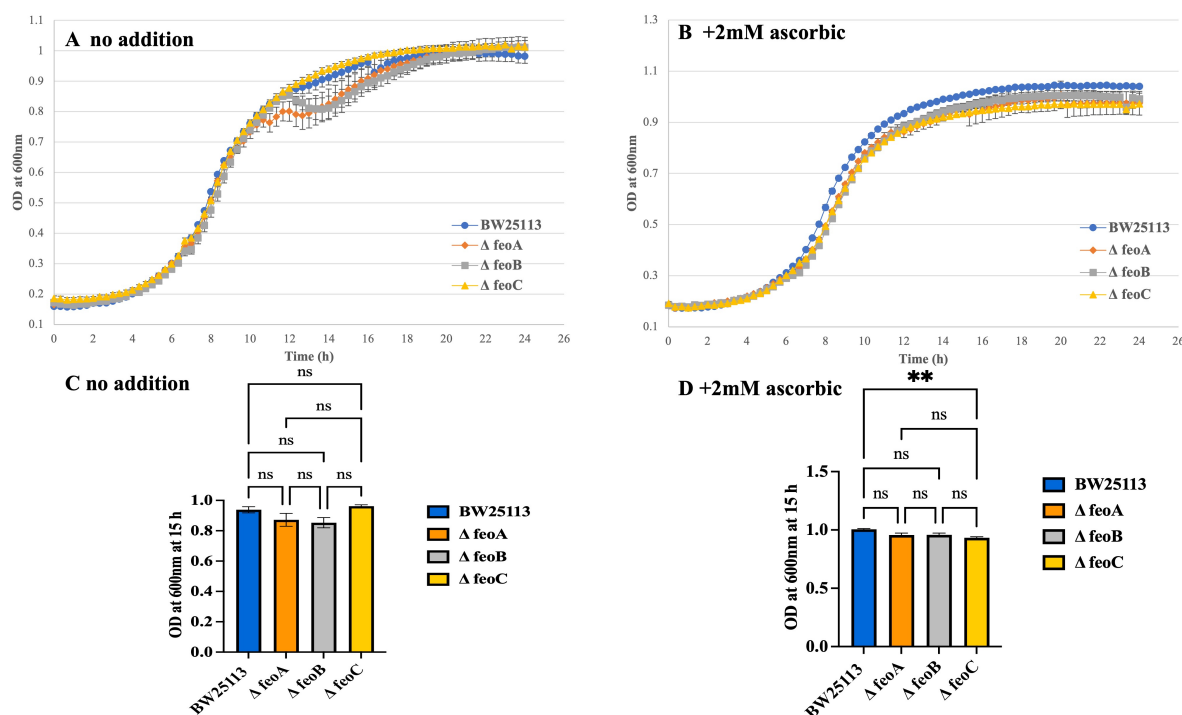 A no addition
OD at 600nm
1.1
1
0.9
0.8
0.7
0.6
0.5
0.4
0.3
0.2
0.1
0 2 4 6 8 10 12 14 16 18 20 22 24 26
Time (h)
BW25113
Δ feoA
Δ feoB
Δ feoC
B +2mM ascorbic
OD at 600nm
1.3
1.1
0.9
0.7
0.5
0.3
0.1
0 2 4 6 8 10 12 14 16 18 20 22 24 26
Time (h)
BW25113
Δ feoA
Δ feoB
Δ feoC
C no addition
ns
ns
ns
ns ns ns
OD at 600nm at 15 h
1.0
0.8
0.6
0.4
0.2
0.0
BW25113
Δ feoA
Δ feoB
Δ feoC
BW25113
Δ feoA
Δ feoB
Δ feoC
D +2mM ascorbic
**
ns
ns
ns ns ns
OD at 600nm at 15 h
1.5
1.0
0.5
0.0
BW25113
Δ feoA
Δ feoB
Δ feoC
BW25113
Δ feoA
Δ feoB
Δ feoC